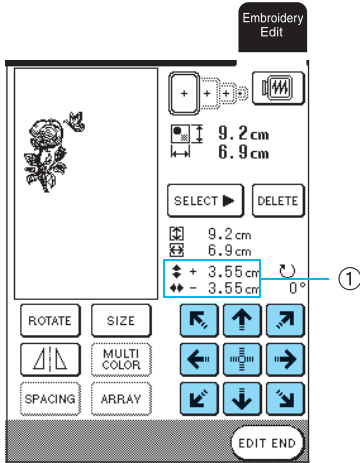 Embroidery
Edit
9.2 cm
6.9 cm
SELECT ▶
DELETE
9.2 cm
6.9 cm
+ 3.55 cm
- 3.55 cm
0°
1
ROTATE
SIZE
MULTI
COLOR
SPACING
ARRAY
EDIT END